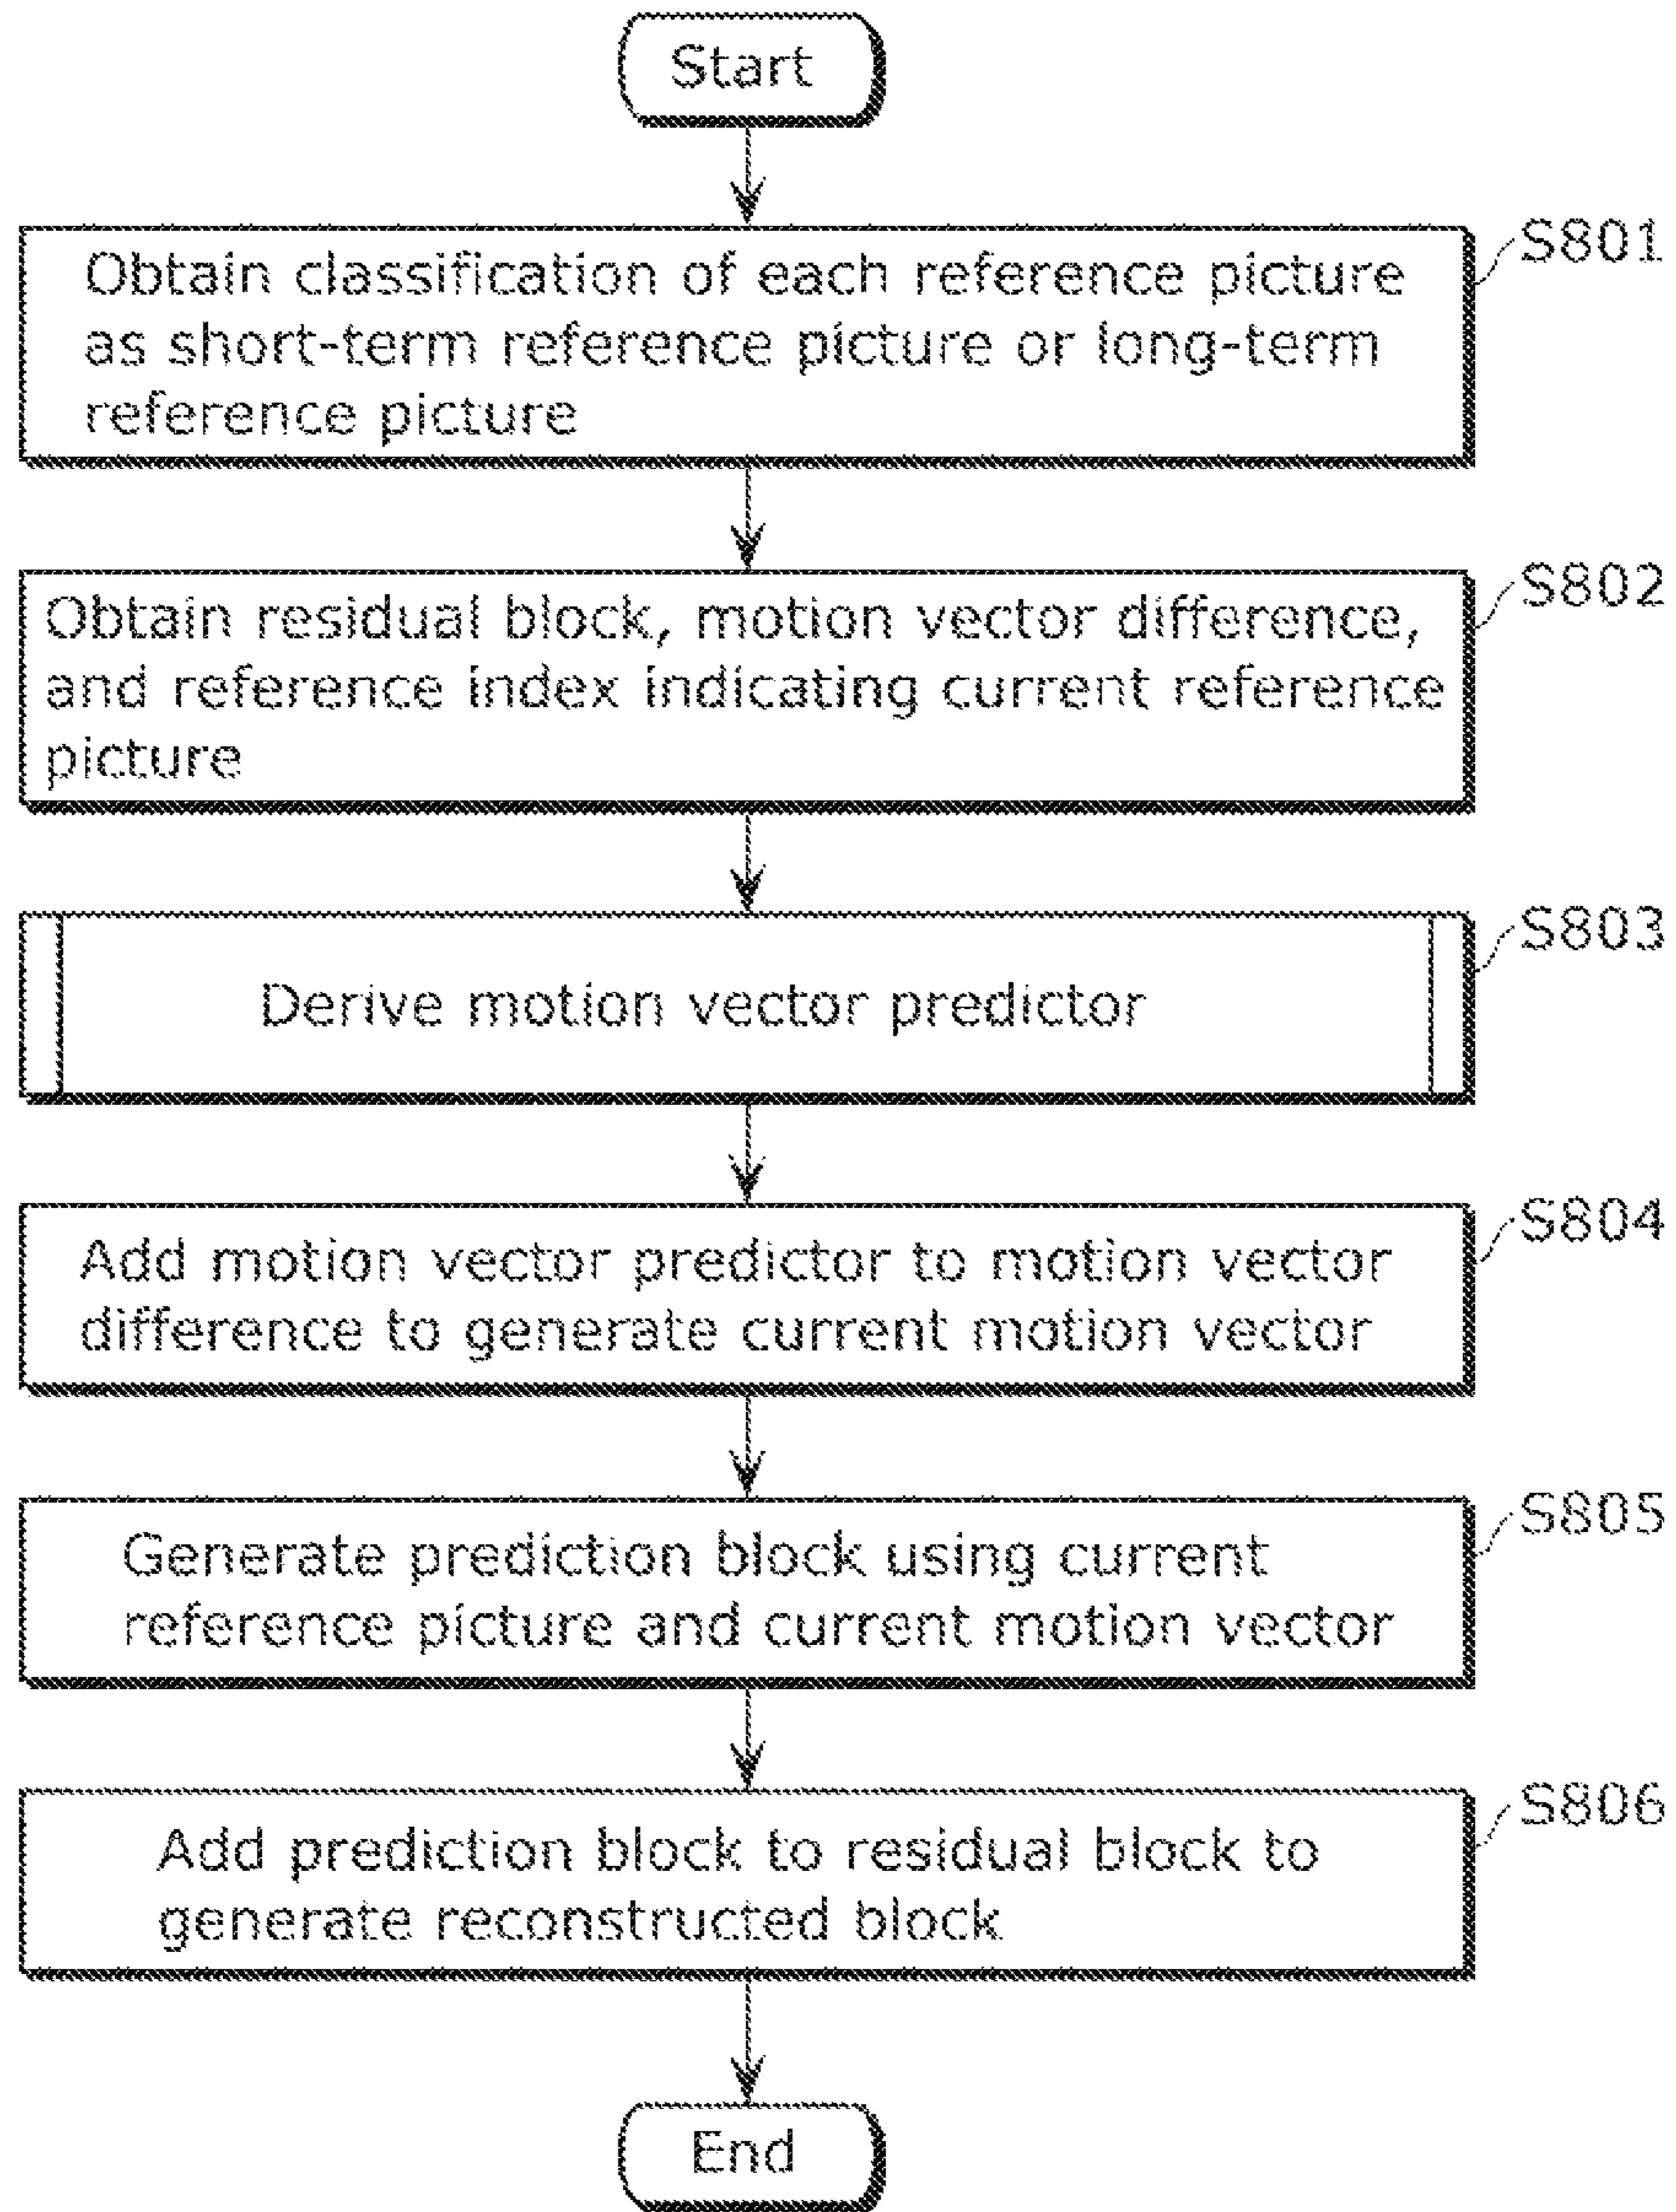 Start
S801
Obtain classification of each reference picture
as short-term reference picture or long-term
reference picture
S802
Obtain residual block, motion vector difference,
and reference index indicating current reference
picture
S803
Derive motion vector predictor
S804
Add motion vector predictor to motion vector
difference to generate current motion vector
S805
Generate prediction block using current
reference picture and current motion vector
S806
Add prediction block to residual block to
generate reconstructed block
End